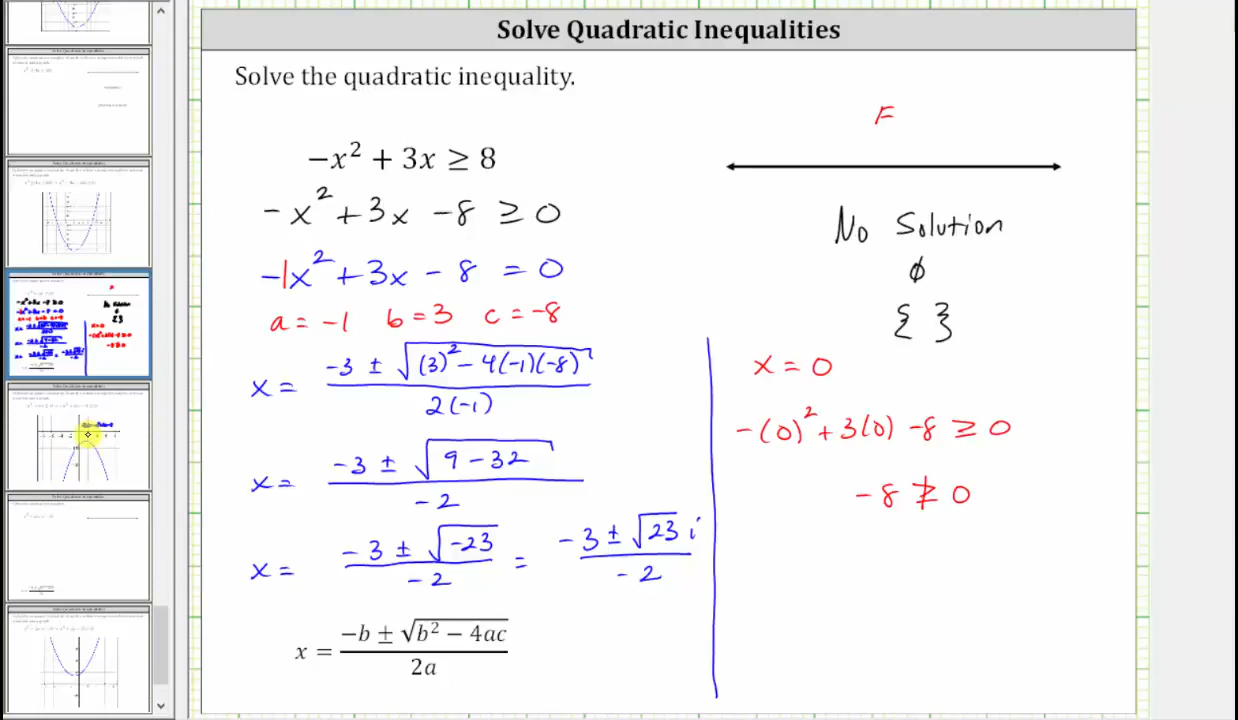 Solve Quadratic Inequalities
Solve the quadratic inequality.
−x² + 3x ≥ 8
-x² + 3x - 8 ≥ 0
-1x² + 3x - 8 = 0
a = -1 b = 3 c = -8
x = (-3 ± √((3)² - 4(-1)(-8))) / 2(-1)
x = (-3 ± √(9 - 32)) / -2
x = (-3 ± √(-23)) / -2 = (-3 ± √23 i) / -2
x = (−b ± √(b² − 4ac)) / 2a
F
No Solution
∅
{ }
x = 0
-(0)² + 3(0) - 8 ≥ 0
-8 ≱ 0